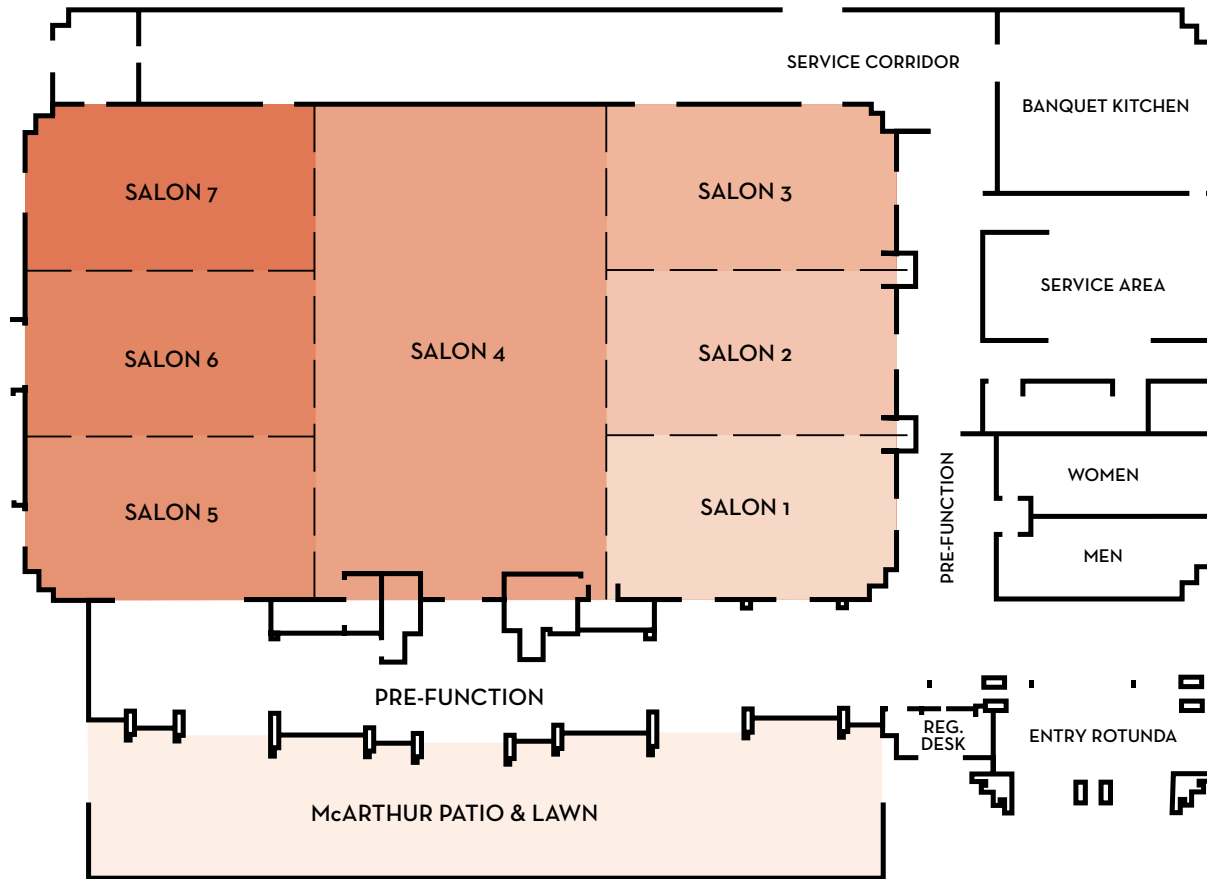 SERVICE CORRIDOR
BANQUET KITCHEN
SALON 7
SALON 3
SERVICE AREA
SALON 6
SALON 4
SALON 2
WOMEN
SALON 5
SALON 1
PRE-FUNCTION
MEN
PRE-FUNCTION
REG.
DESK
ENTRY ROTUNDA
McARTHUR PATIO & LAWN